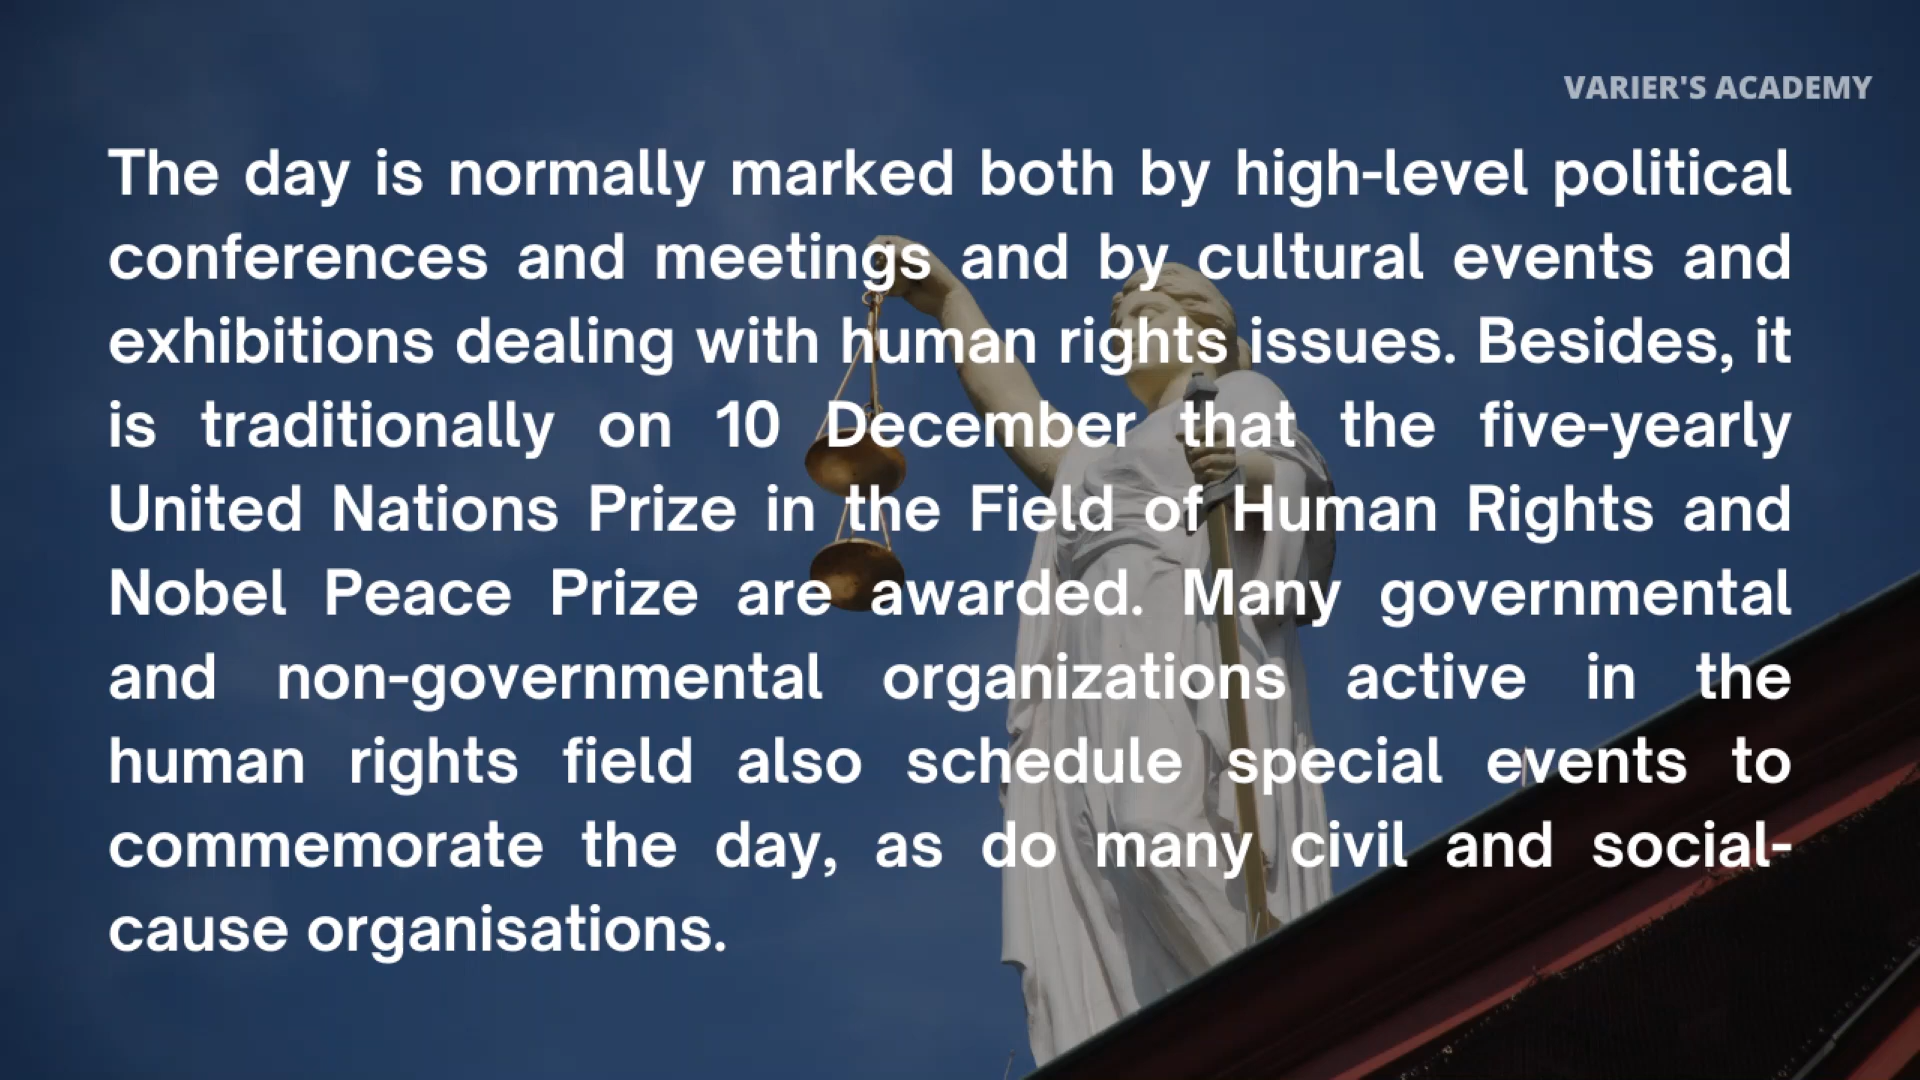 VARIER'S ACADEMY
The day is normally marked both by high-level political
conferences and meetings and by cultural events and
exhibitions dealing with human rights issues. Besides, it
is traditionally on 10 December that the five-yearly
United Nations Prize in the Field of Human Rights and
Nobel Peace Prize are awarded. Many governmental
and non-governmental organizations active in the
human rights field also schedule special events to
commemorate the day, as do many civil and social-
cause organisations.